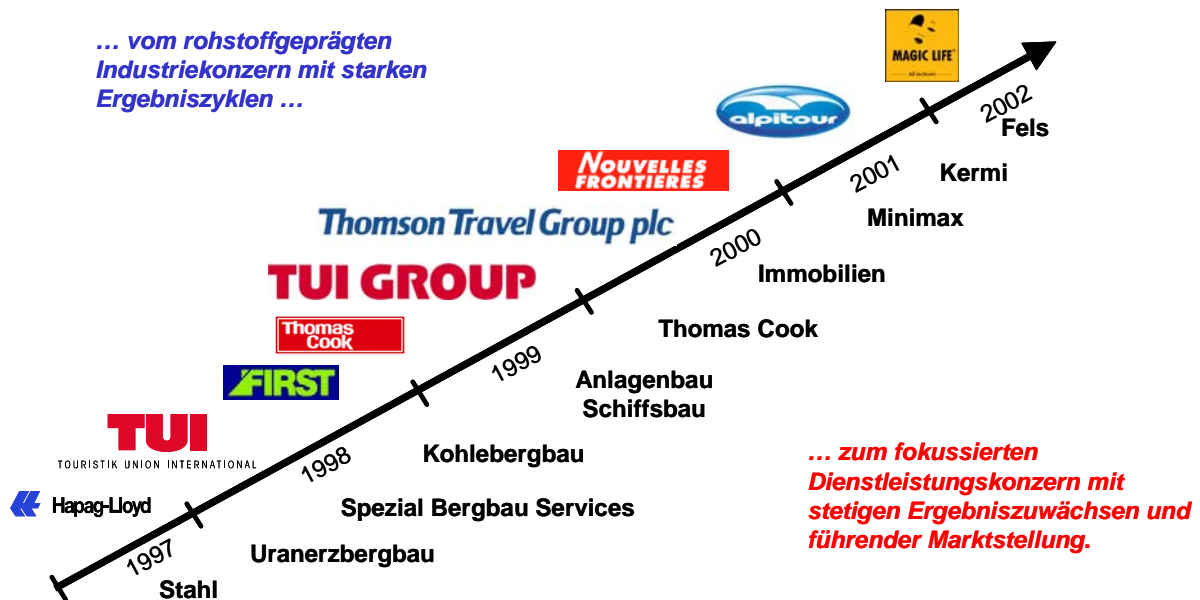 … vom rohstoffgeprägten
Industriekonzern mit starken
Ergebniszyklen …
MAGIC LIFE
All inclusive
alpitour
NOUVELLES
FRONTIERES
Thomson Travel Group plc
TUI GROUP
Thomas
Cook
FIRST
TUI
TOURISTIK UNION INTERNATIONAL
Hapag-Lloyd
1997
1998
1999
2000
2001
2002
Fels
Kermi
Minimax
Immobilien
Thomas Cook
Anlagenbau
Schiffsbau
Kohlebergbau
Spezial Bergbau Services
Uranerzbergbau
Stahl
… zum fokussierten
Dienstleistungskonzern mit
stetigen Ergebniszuwächsen und
führender Marktstellung.